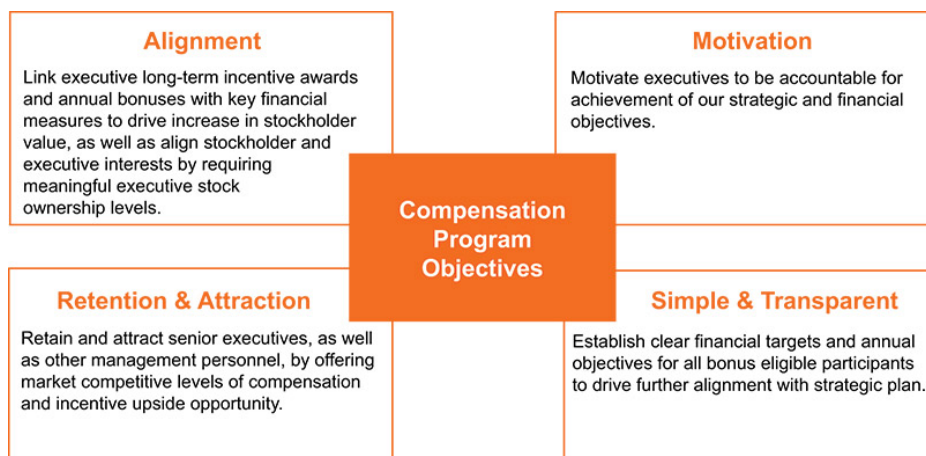 Alignment
Link executive long-term incentive awards
and annual bonuses with key financial
measures to drive increase in stockholder
value, as well as align stockholder and
executive interests by requiring
meaningful executive stock
ownership levels.
Motivation
Motivate executives to be accountable for
achievement of our strategic and financial
objectives.
Compensation
Program
Objectives
Retention & Attraction
Retain and attract senior executives, as well
as other management personnel, by offering
market competitive levels of compensation
and incentive upside opportunity.
Simple & Transparent
Establish clear financial targets and annual
objectives for all bonus eligible participants
to drive further alignment with strategic plan.